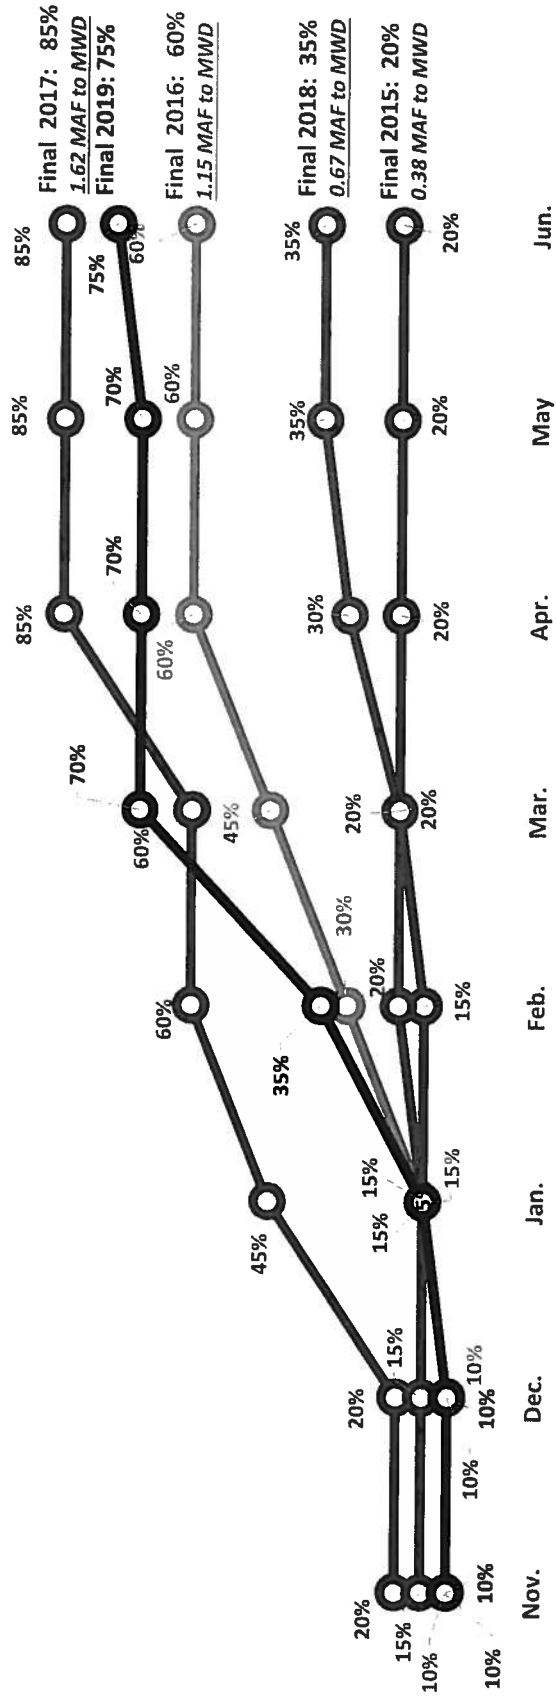 Final 2017: 85%
1.62 MAF to MWD
Final 2019: 75%
Final 2016: 60%
1.15 MAF to MWD
Final 2018: 35%
0.67 MAF to MWD
Final 2015: 20%
0.38 MAF to MWD
85%
85%
85%
75%
60%
70%
70%
60%
60%
70%
60%
60%
45%
45%
35%
30%
35%
35%
30%
20%
20%
20%
20%
20%
20%
15%
15%
15%
15%
5%
20%
15%
10%
10%
10%
20%
15%
10%
10%
10%
Nov.
Dec.
Jan.
Feb.
Mar.
Apr.
May
Jun.